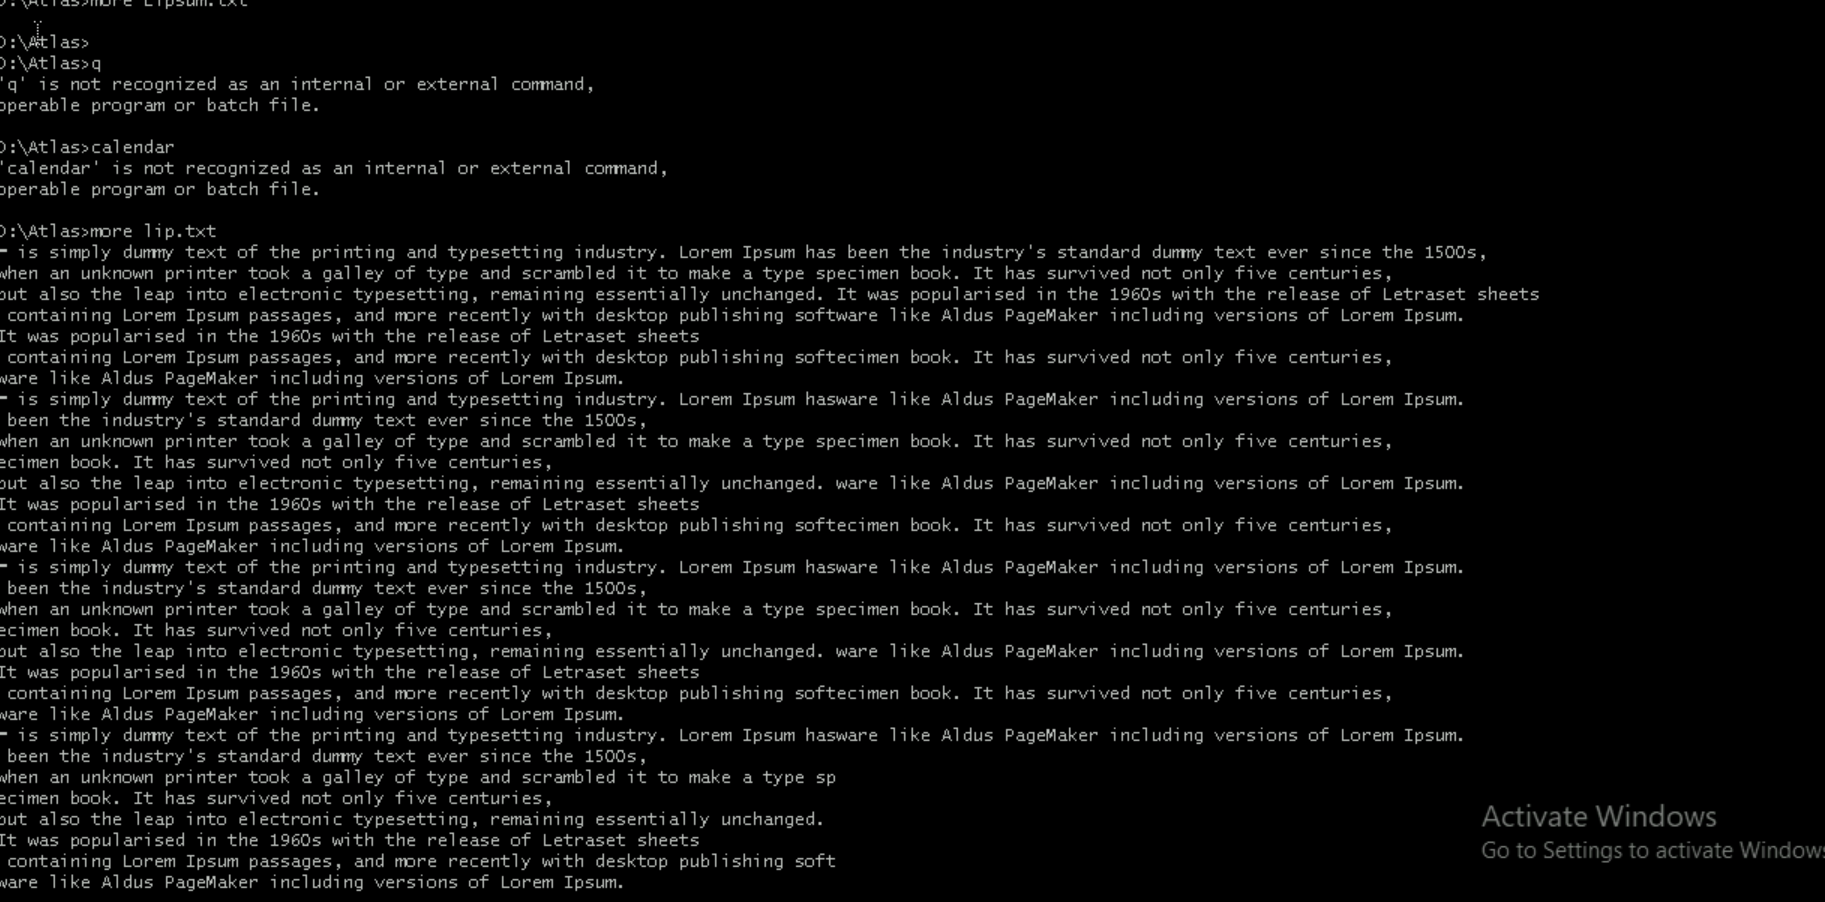 D:\Atlas>more Lipsum.txt
D:\Atlas>
D:\Atlas>q
'q' is not recognized as an internal or external command,
operable program or batch file.
D:\Atlas>calendar
'calendar' is not recognized as an internal or external command,
operable program or batch file.
D:\Atlas>more lip.txt
- is simply dummy text of the printing and typesetting industry. Lorem Ipsum has been the industry's standard dummy text ever since the 1500s,
when an unknown printer took a galley of type and scrambled it to make a type specimen book. It has survived not only five centuries,
but also the leap into electronic typesetting, remaining essentially unchanged. It was popularised in the 1960s with the release of Letraset sheets
containing Lorem Ipsum passages, and more recently with desktop publishing software like Aldus PageMaker including versions of Lorem Ipsum.
It was popularised in the 1960s with the release of Letraset sheets
containing Lorem Ipsum passages, and more recently with desktop publishing softecimen book. It has survived not only five centuries,
ware like Aldus PageMaker including versions of Lorem Ipsum.
- is simply dummy text of the printing and typesetting industry. Lorem Ipsum hasware like Aldus PageMaker including versions of Lorem Ipsum.
been the industry's standard dummy text ever since the 1500s,
when an unknown printer took a galley of type and scrambled it to make a type specimen book. It has survived not only five centuries,
ecimen book. It has survived not only five centuries,
but also the leap into electronic typesetting, remaining essentially unchanged. ware like Aldus PageMaker including versions of Lorem Ipsum.
It was popularised in the 1960s with the release of Letraset sheets
containing Lorem Ipsum passages, and more recently with desktop publishing softecimen book. It has survived not only five centuries,
ware like Aldus PageMaker including versions of Lorem Ipsum.
- is simply dummy text of the printing and typesetting industry. Lorem Ipsum hasware like Aldus PageMaker including versions of Lorem Ipsum.
been the industry's standard dummy text ever since the 1500s,
when an unknown printer took a galley of type and scrambled it to make a type specimen book. It has survived not only five centuries,
ecimen book. It has survived not only five centuries,
but also the leap into electronic typesetting, remaining essentially unchanged. ware like Aldus PageMaker including versions of Lorem Ipsum.
It was popularised in the 1960s with the release of Letraset sheets
containing Lorem Ipsum passages, and more recently with desktop publishing softecimen book. It has survived not only five centuries,
ware like Aldus PageMaker including versions of Lorem Ipsum.
- is simply dummy text of the printing and typesetting industry. Lorem Ipsum hasware like Aldus PageMaker including versions of Lorem Ipsum.
been the industry's standard dummy text ever since the 1500s,
when an unknown printer took a galley of type and scrambled it to make a type sp
ecimen book. It has survived not only five centuries,
but also the leap into electronic typesetting, remaining essentially unchanged.
It was popularised in the 1960s with the release of Letraset sheets
containing Lorem Ipsum passages, and more recently with desktop publishing soft
ware like Aldus PageMaker including versions of Lorem Ipsum.
Activate Windows
Go to Settings to activate Windows